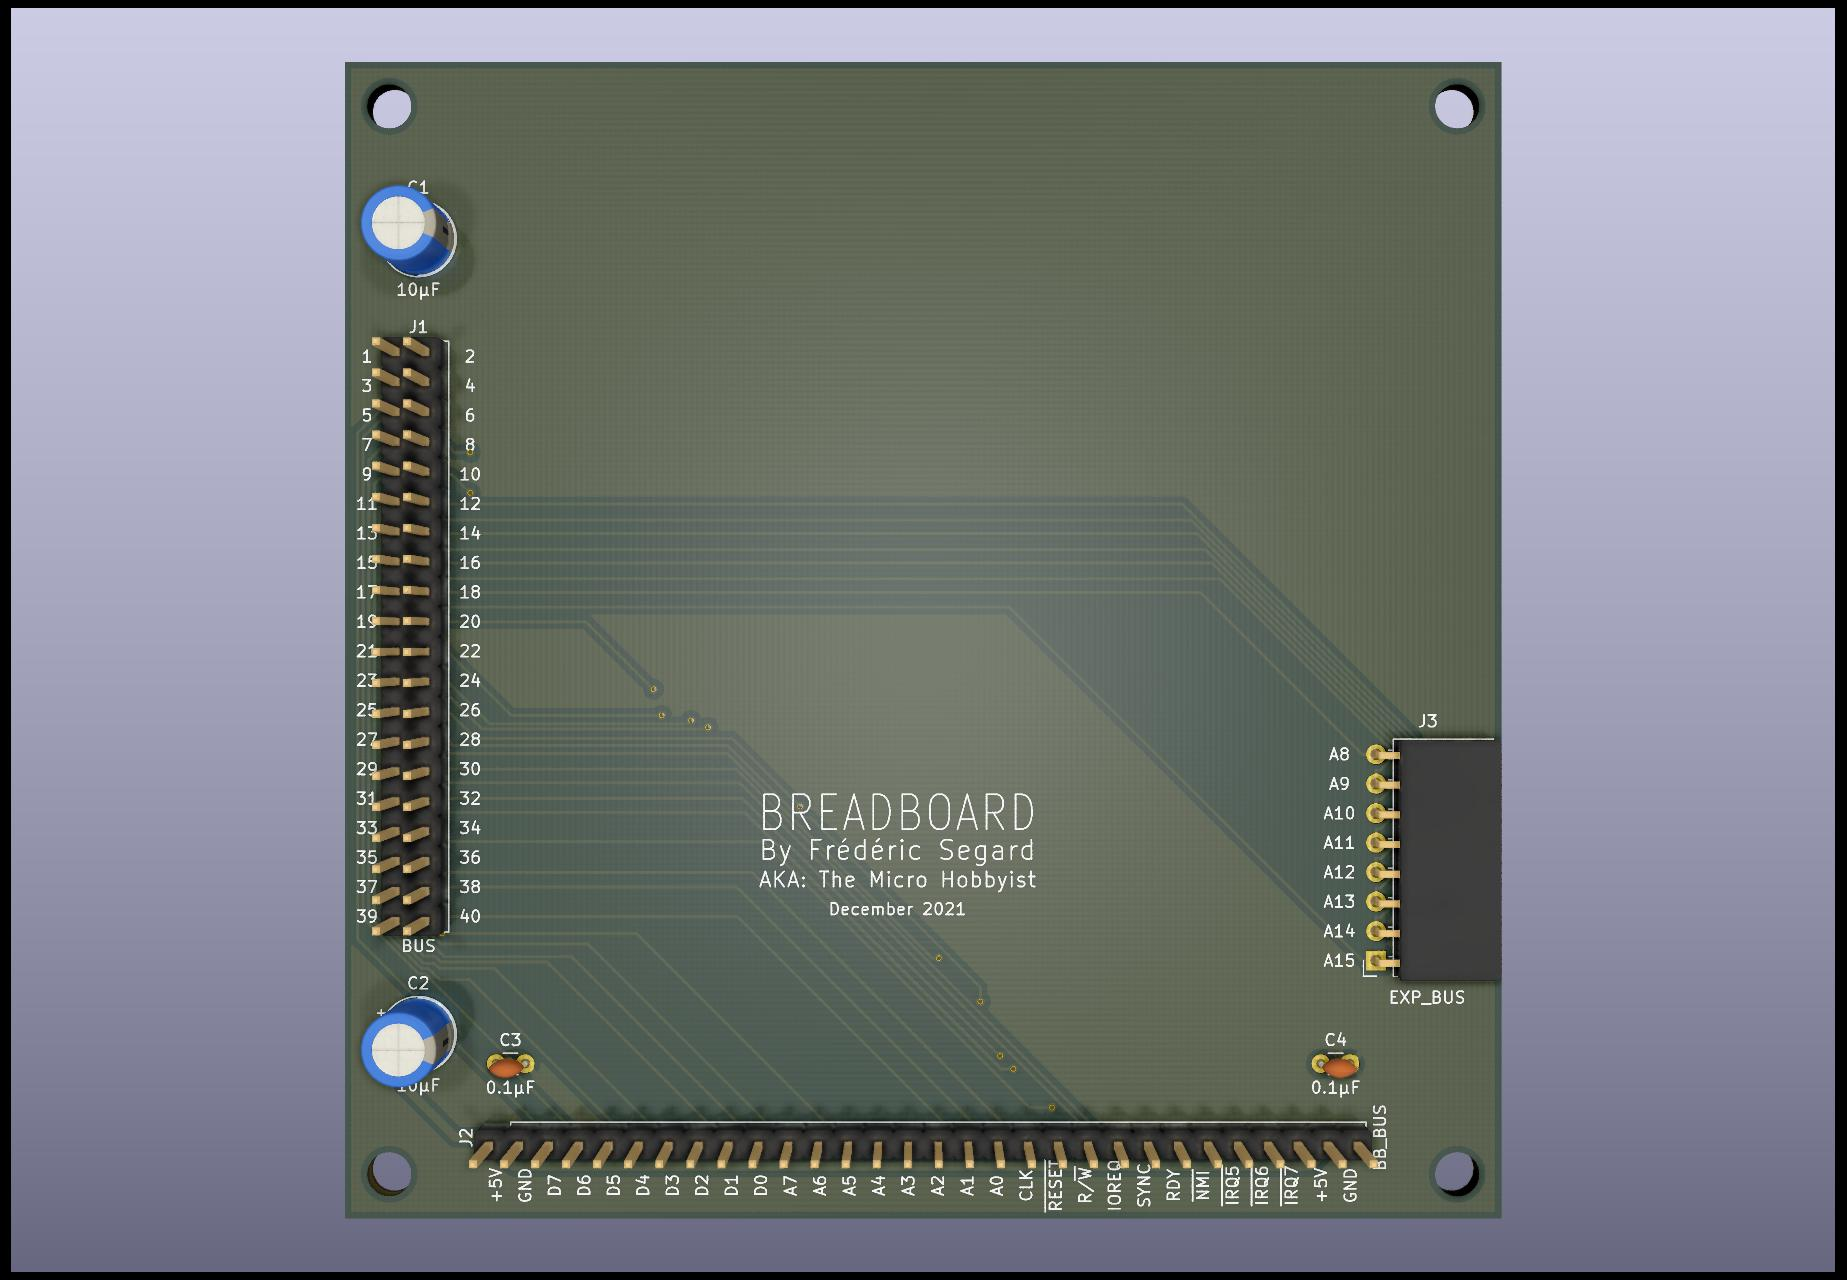 C1
10µF
J1
1 2
3 4
5 6
7 8
9 10
11 12
13 14
15 16
17 18
19 20
21 22
23 24
25 26
27 28
29 30
31 32
33 34
35 36
37 38
39 40
BUS
J3
A8
A9
A10
A11
A12
A13
A14
A15
EXP_BUS
BREADBOARD
By Frédéric Segard
AKA: The Micro Hobbyist
December 2021
C2
+
10µF
C3
0.1µF
C4
0.1µF
J2
BB_BUS
+5V GND D7 D6 D5 D4 D3 D2 D1 D0 A7 A6 A5 A4 A3 A2 A1 A0 CLK RESET R/W IOREQ SYNC RDY NMI IRQ5 IRQ6 IRQ7 +5V GND